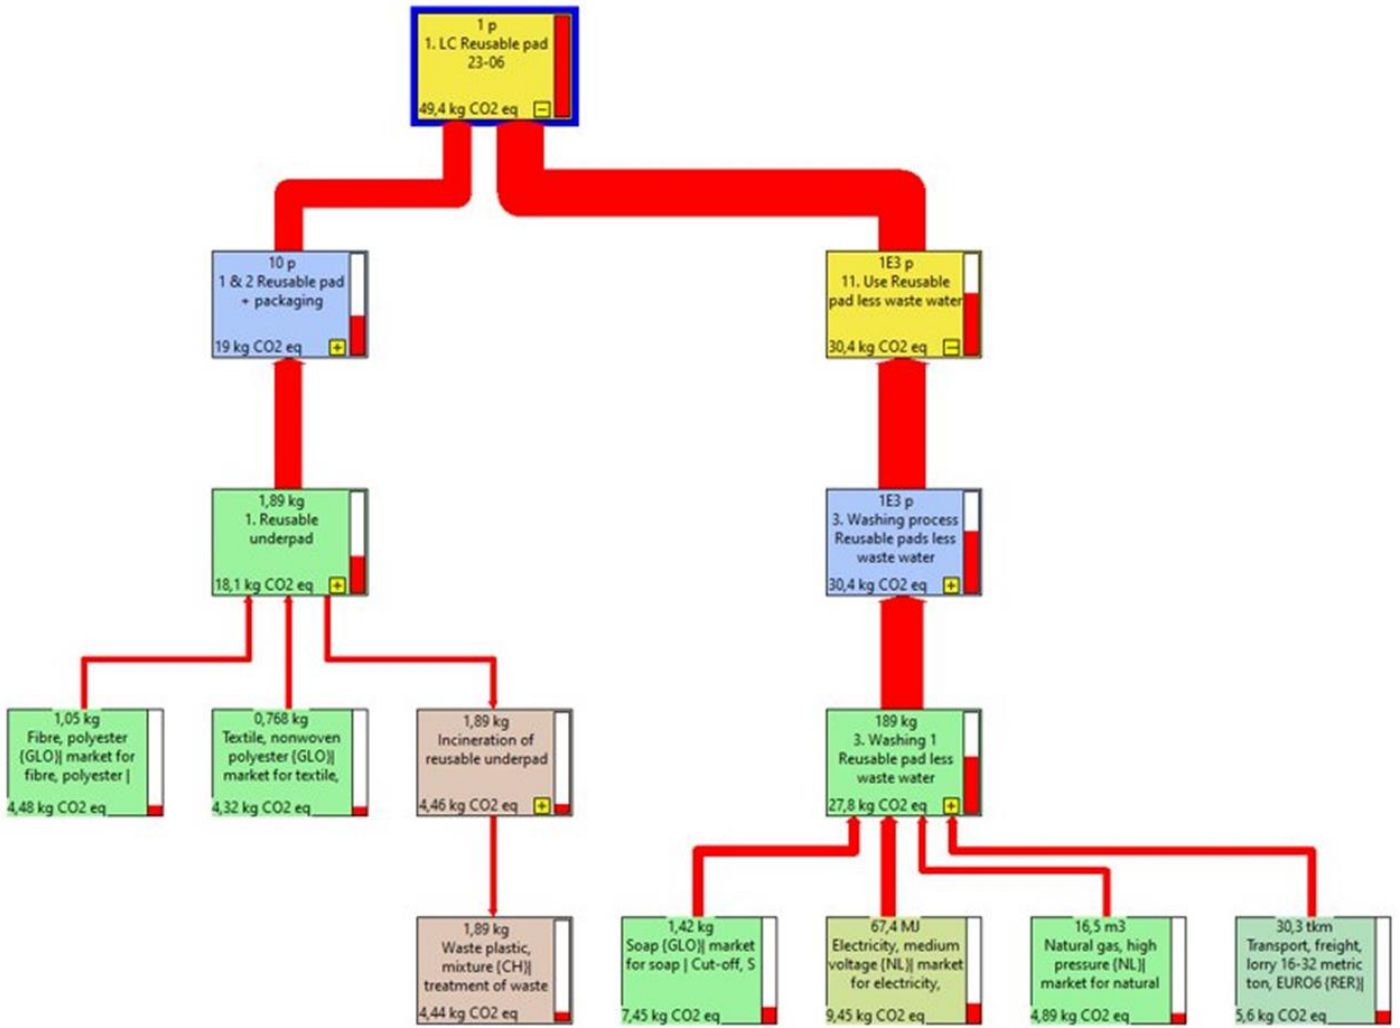 1 p
1. LC Reusable pad
23-06
49,4 kg CO2 eq
10 p
1 & 2 Reusable pad
+ packaging
19 kg CO2 eq
1E3 p
11. Use Reusable
pad less waste water
30,4 kg CO2 eq
1,89 kg
1. Reusable
underpad
18,1 kg CO2 eq
1E3 p
3. Washing process
Reusable pads less
waste water
30,4 kg CO2 eq
1,05 kg
Fibre, polyester
{GLO}| market for
fibre, polyester |
4,48 kg CO2 eq
0,768 kg
Textile, nonwoven
polyester {GLO}|
market for textile,
4,32 kg CO2 eq
1,89 kg
Incineration of
reusable underpad
4,46 kg CO2 eq
189 kg
3. Washing 1
Reusable pad less
waste water
27,8 kg CO2 eq
1,89 kg
Waste plastic,
mixture {CH}|
treatment of waste
4,44 kg CO2 eq
1,42 kg
Soap {GLO}| market
for soap | Cut-off, S
7,45 kg CO2 eq
67,4 MJ
Electricity, medium
voltage {NL}| market
for electricity,
9,45 kg CO2 eq
16,5 m3
Natural gas, high
pressure {NL}|
market for natural
4,89 kg CO2 eq
30,3 tkm
Transport, freight,
lorry 16-32 metric
ton, EURO6 {RER}|
5,6 kg CO2 eq